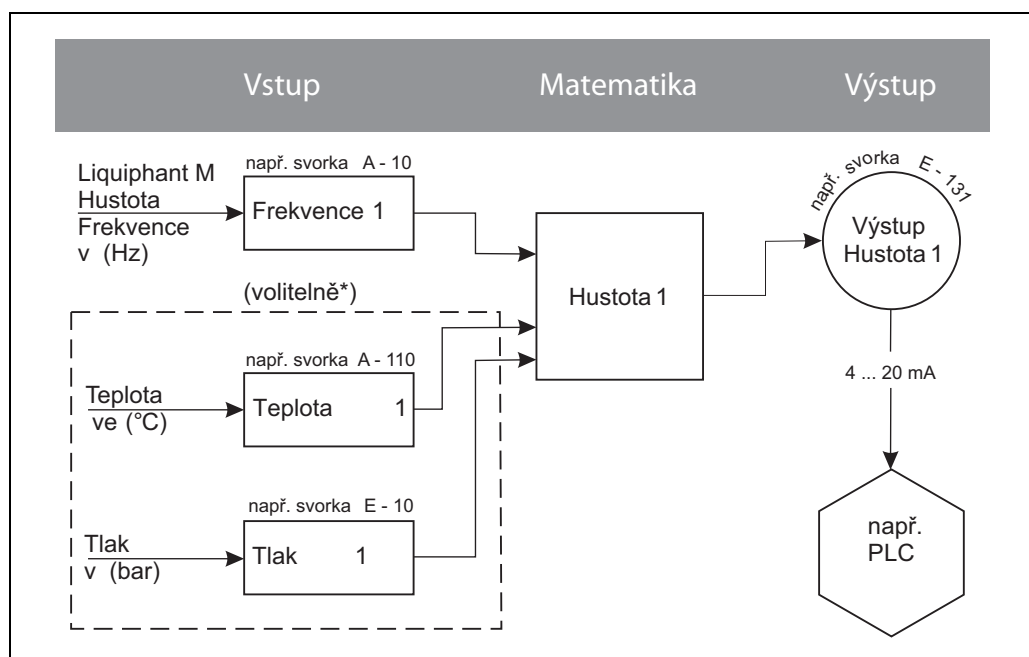 Vstup
Matematika
Výstup
např. svorka A - 10
Liquiphant M
Hustota
Frekvence
v (Hz)
Frekvence 1
např. svorka E - 131
Výstup
Hustota 1
Hustota 1
(volitelně*)
např. svorka A - 110
Teplota
ve (°C)
Teplota 1
4 ... 20 mA
např. svorka E - 10
Tlak
v (bar)
Tlak 1
např.
PLC